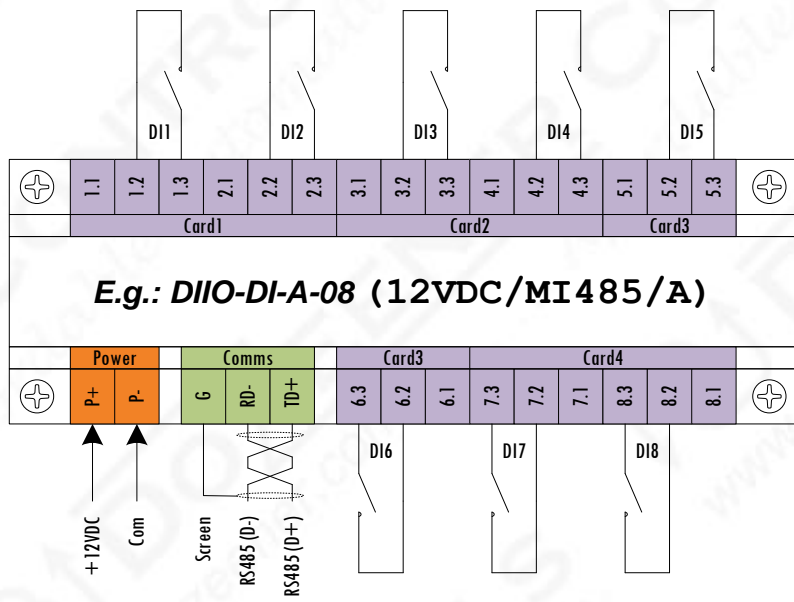 DI1 DI2 DI3 DI4 DI5
1.1 1.2 1.3 2.1 2.2 2.3 3.1 3.2 3.3 4.1 4.2 4.3 5.1 5.2 5.3
Card1 Card2 Card3
E.g.: DIIO-DI-A-08 (12VDC/MI485/A)
Power Comms Card3 Card4
P+ P- G RD- TD+ 6.3 6.2 6.1 7.3 7.2 7.1 8.3 8.2 8.1
DI6 DI7 DI8
+12VDC Com Screen RS485 (D-) RS485 (D+)